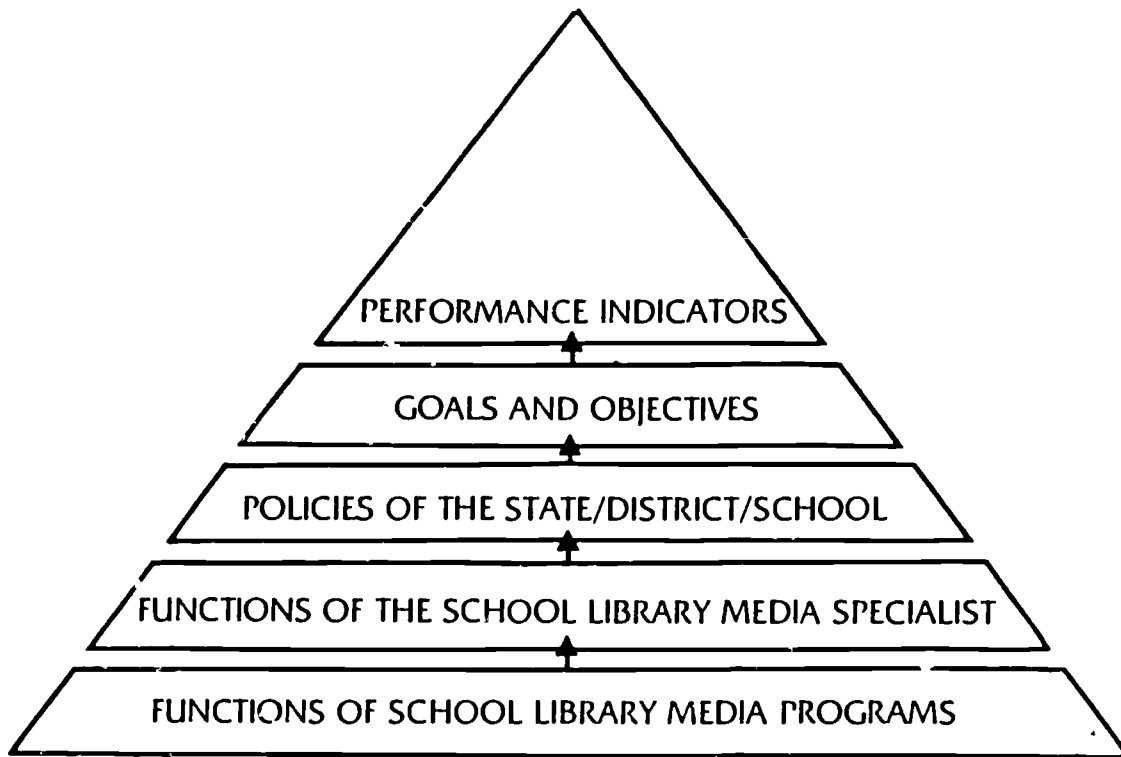 PERFORMANCE INDICATORS
GOALS AND OBJECTIVES
POLICIES OF THE STATE/DISTRICT/SCHOOL
FUNCTIONS OF THE SCHOOL LIBRARY MEDIA SPECIALIST
FUNCTIONS OF SCHOOL LIBRARY MEDIA PROGRAMS